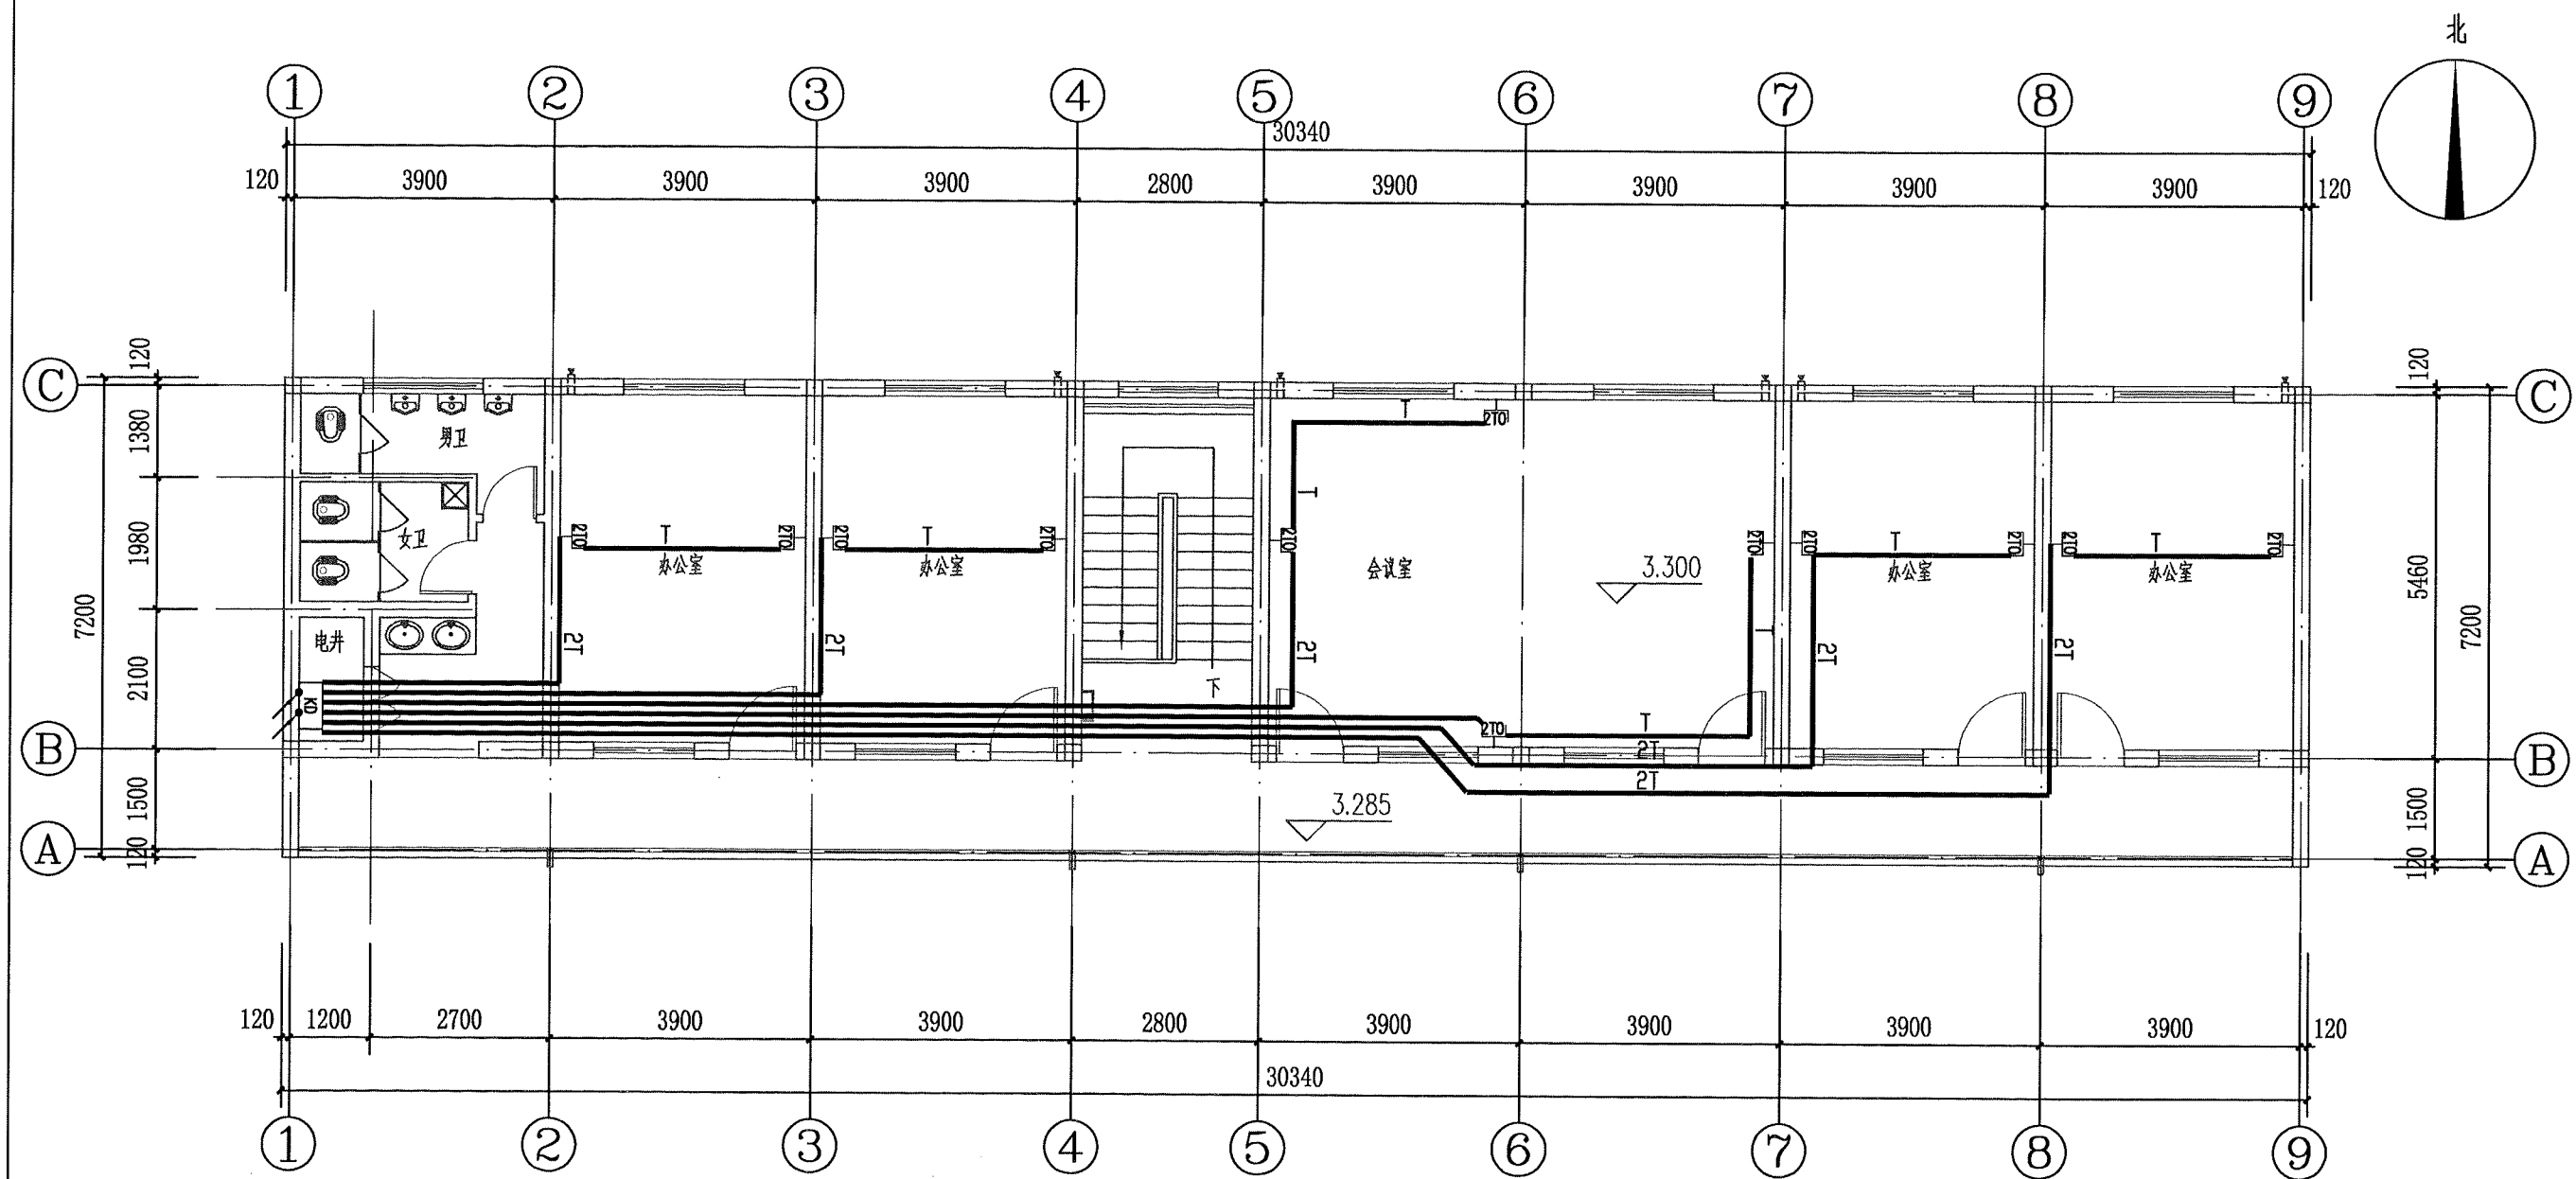 北
1 2 3 4 5 6 7 8 9
30340
120 3900 3900 3900 2800 3900 3900 3900 3900 120
C 120 120 C
1380
男卫
T
2TO
1980
女卫
T
2TO T 2TO 2TO T 2TO 2TO 2TO 2TO T 2TO 2TO T 2TO
办公室 办公室 会议室 3.300 办公室 办公室
7200 5460 7200
电井
2T 2T 2T T 2T 2T
2100
下
KD
2TO T
B 2T B
2T
1500 3.285 1500
A 120 120 A
120 1200 2700 3900 3900 2800 3900 3900 3900 3900 120
30340
1 2 3 4 5 6 7 8 9